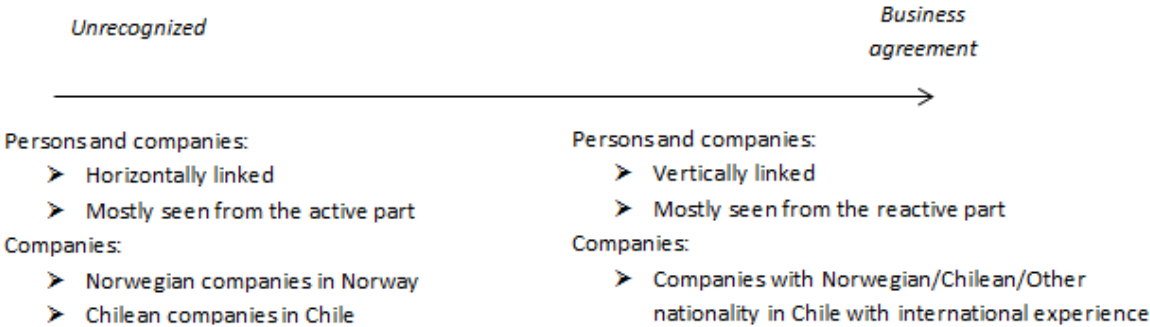 Unrecognized
Business
agreement
Persons and companies:
➢ Horizontally linked
➢ Mostly seen from the active part
Companies:
➢ Norwegian companies in Norway
➢ Chilean companies in Chile
Persons and companies:
➢ Vertically linked
➢ Mostly seen from the reactive part
Companies:
➢ Companies with Norwegian/Chilean/Other
nationality in Chile with international experience